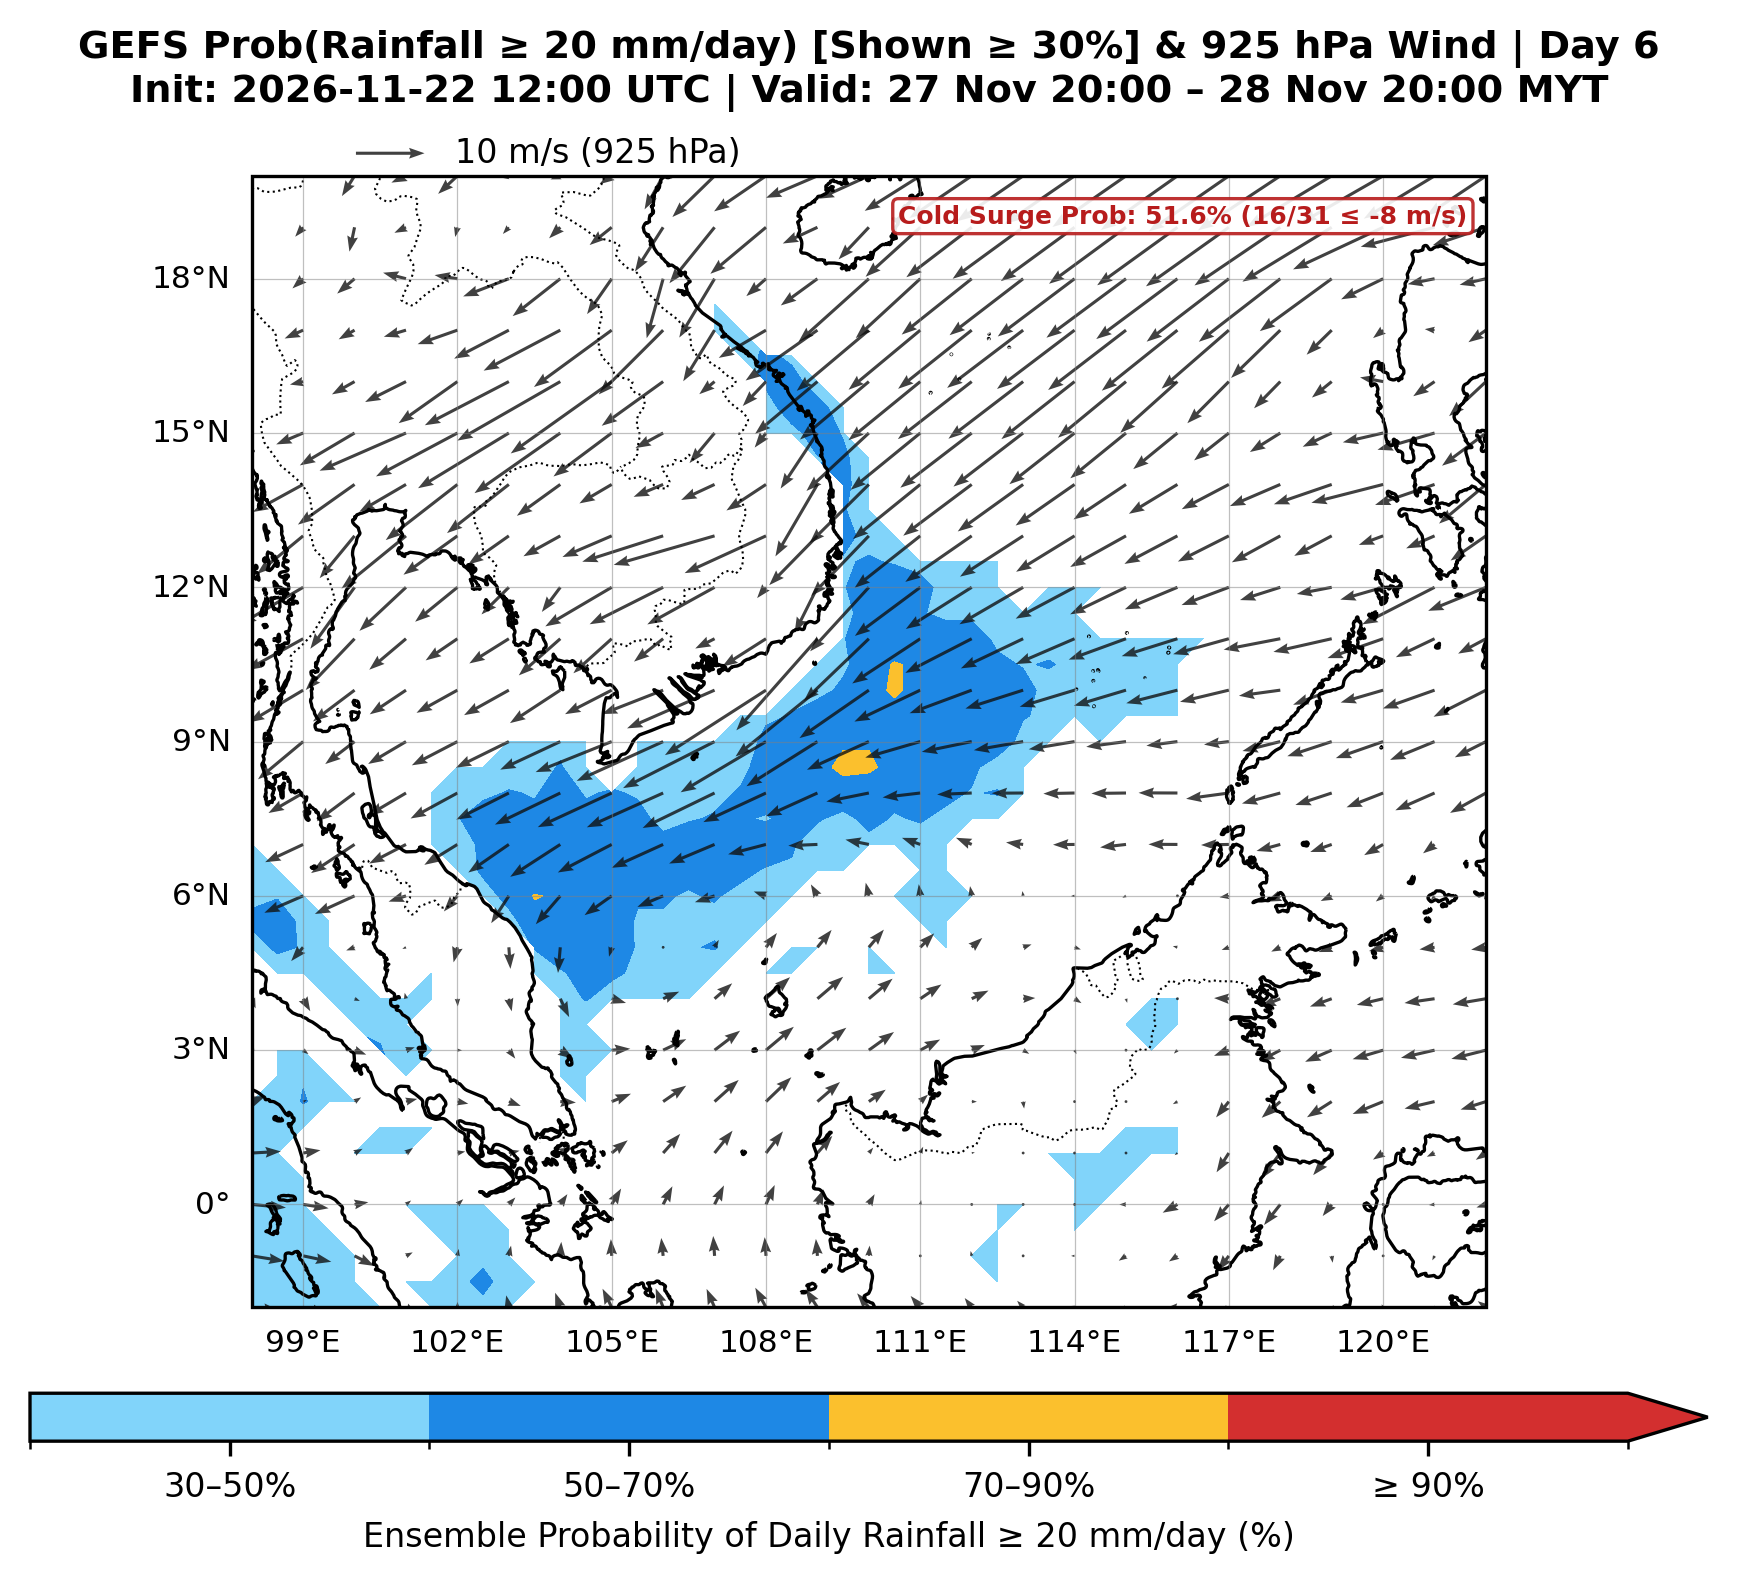 GEFS Prob(Rainfall ≥ 20 mm/day) [Shown ≥ 30%] & 925 hPa Wind | Day 6
Init: 2026-11-22 12:00 UTC | Valid: 27 Nov 20:00 – 28 Nov 20:00 MYT
10 m/s (925 hPa)
Cold Surge Prob: 51.6% (16/31 ≤ -8 m/s)
18°N
15°N
12°N
9°N
6°N
3°N
0°
99°E 102°E 105°E 108°E 111°E 114°E 117°E 120°E
30–50% 50–70% 70–90% ≥ 90%
Ensemble Probability of Daily Rainfall ≥ 20 mm/day (%)